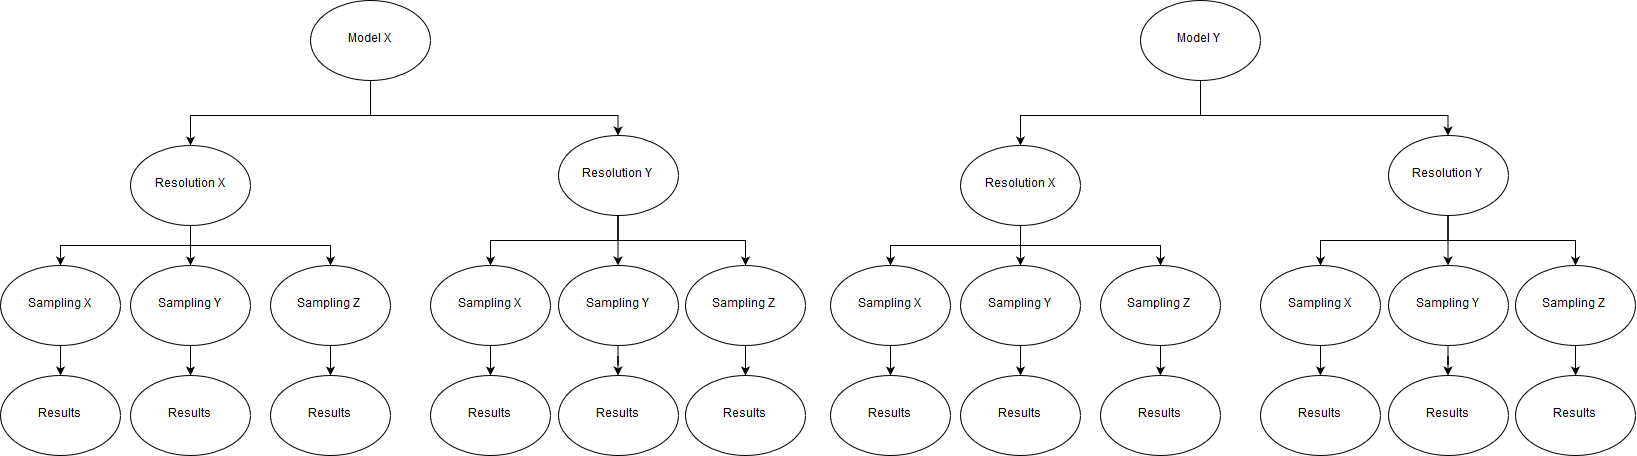 Model X
Model Y
Resolution X
Resolution Y
Resolution X
Resolution Y
Sampling X
Sampling Y
Sampling Z
Sampling X
Sampling Y
Sampling Z
Sampling X
Sampling Y
Sampling Z
Sampling X
Sampling Y
Sampling Z
Results
Results
Results
Results
Results
Results
Results
Results
Results
Results
Results
Results